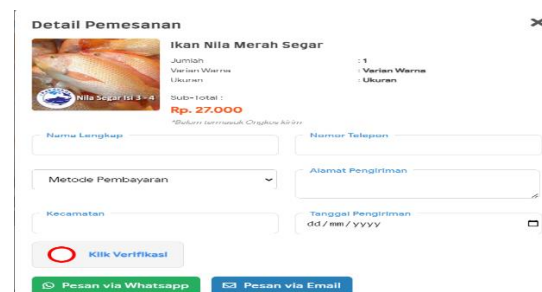 Detail Pemesanan
Ikan Nila Merah Segar
Jumlah : 1
Varian Warna : Varian Warna
Ukuran : Ukuran
Nila Segar Isi 3 - 4
Sub-Total :
Rp. 27.000
*Belum termasuk Ongkos kirim
Nama Lengkap
Nomor Telepon
Metode Pembayaran
Alamat Pengiriman
Kecamatan
Tanggal Pengiriman
dd/mm/yyyy
Klik Verifikasi
Pesan via Whatsapp
Pesan via Email